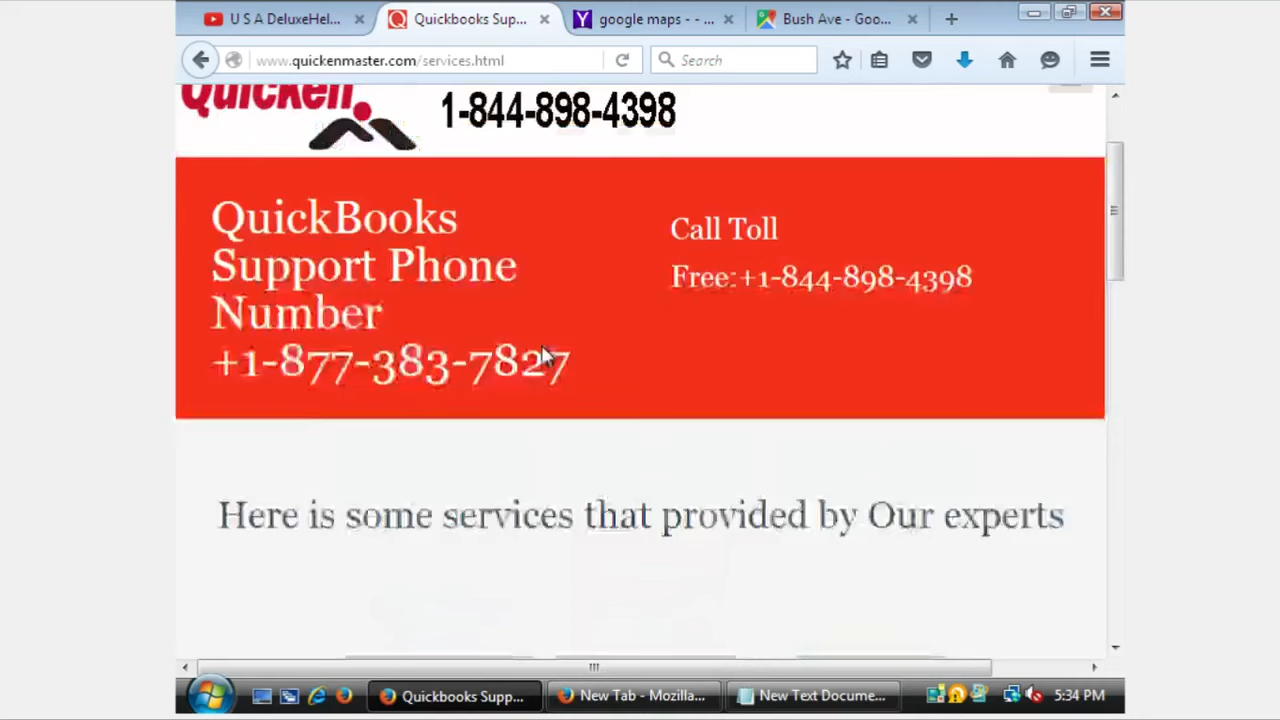 U S A DeluxeHel...
Quickbooks Sup...
google maps - - ...
Bush Ave - Goo...
www.quickenmaster.com/services.html
Search
Quicken
1-844-898-4398
QuickBooks
Support Phone
Number
+1-877-383-7827
Call Toll
Free:+1-844-898-4398
Here is some services that provided by Our experts
Quickbooks Supp...
New Tab - Mozilla...
New Text Docume...
5:34 PM